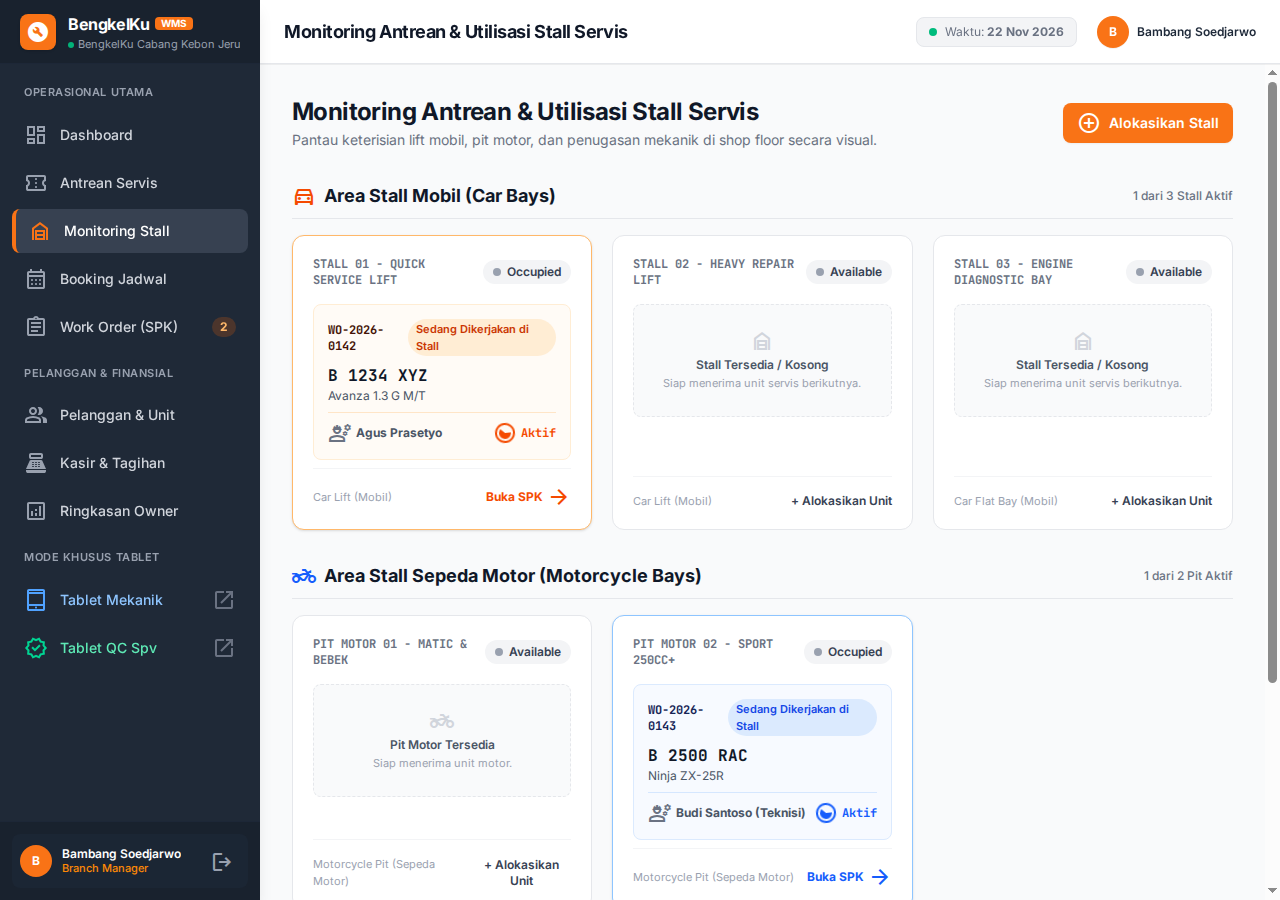 BengkelKu WMS
BengkelKu Cabang Kebon Jeru
OPERASIONAL UTAMA
Dashboard
Antrean Servis
Monitoring Stall
Booking Jadwal
Work Order (SPK) 2
PELANGGAN & FINANSIAL
Pelanggan & Unit
Kasir & Tagihan
Ringkasan Owner
MODE KHUSUS TABLET
Tablet Mekanik
Tablet QC Spv
B
Bambang Soedjarwo
Branch Manager
Monitoring Antrean & Utilisasi Stall Servis
Waktu: 22 Nov 2026
B
Bambang Soedjarwo
Monitoring Antrean & Utilisasi Stall Servis
Pantau keterisian lift mobil, pit motor, dan penugasan mekanik di shop floor secara visual.
Alokasikan Stall
Area Stall Mobil (Car Bays)
1 dari 3 Stall Aktif
STALL 01 - QUICK
SERVICE LIFT
Occupied
WO-2026-
0142
Sedang Dikerjakan di
Stall
B 1234 XYZ
Avanza 1.3 G M/T
Agus Prasetyo
Aktif
Car Lift (Mobil)
Buka SPK
STALL 02 - HEAVY REPAIR
LIFT
Available
Stall Tersedia / Kosong
Siap menerima unit servis berikutnya.
Car Lift (Mobil)
+ Alokasikan Unit
STALL 03 - ENGINE
DIAGNOSTIC BAY
Available
Stall Tersedia / Kosong
Siap menerima unit servis berikutnya.
Car Flat Bay (Mobil)
+ Alokasikan Unit
Area Stall Sepeda Motor (Motorcycle Bays)
1 dari 2 Pit Aktif
PIT MOTOR 01 - MATIC &
BEBEK
Available
Pit Motor Tersedia
Siap menerima unit motor.
Motorcycle Pit (Sepeda
Motor)
+ Alokasikan
Unit
PIT MOTOR 02 - SPORT
250CC+
Occupied
WO-2026-
0143
Sedang Dikerjakan di
Stall
B 2500 RAC
Ninja ZX-25R
Budi Santoso (Teknisi)
Aktif
Motorcycle Pit (Sepeda Motor)
Buka SPK